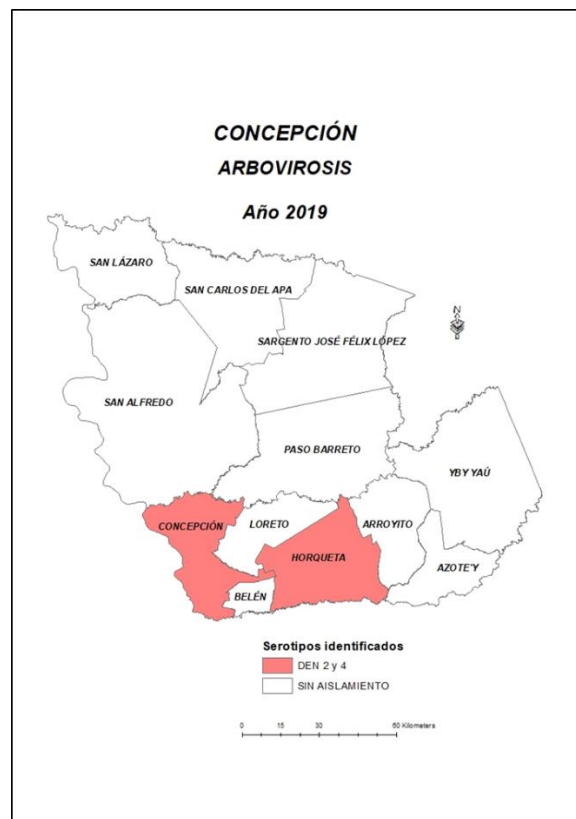 CONCEPCIÓN
ARBOVIROSIS
Año 2019
SAN LÁZARO
SAN CARLOS DEL APA
N
SARGENTO JOSÉ FÉLIX LÓPEZ
SAN ALFREDO
PASO BARRETO
YBY YAÚ
CONCEPCIÓN
LORETO
ARROYITO
HORQUETA
AZOTE'Y
BELÉN
Serotipos identificados
DEN 2 y 4
SIN AISLAMIENTO
0 15 30 60 Kilometers